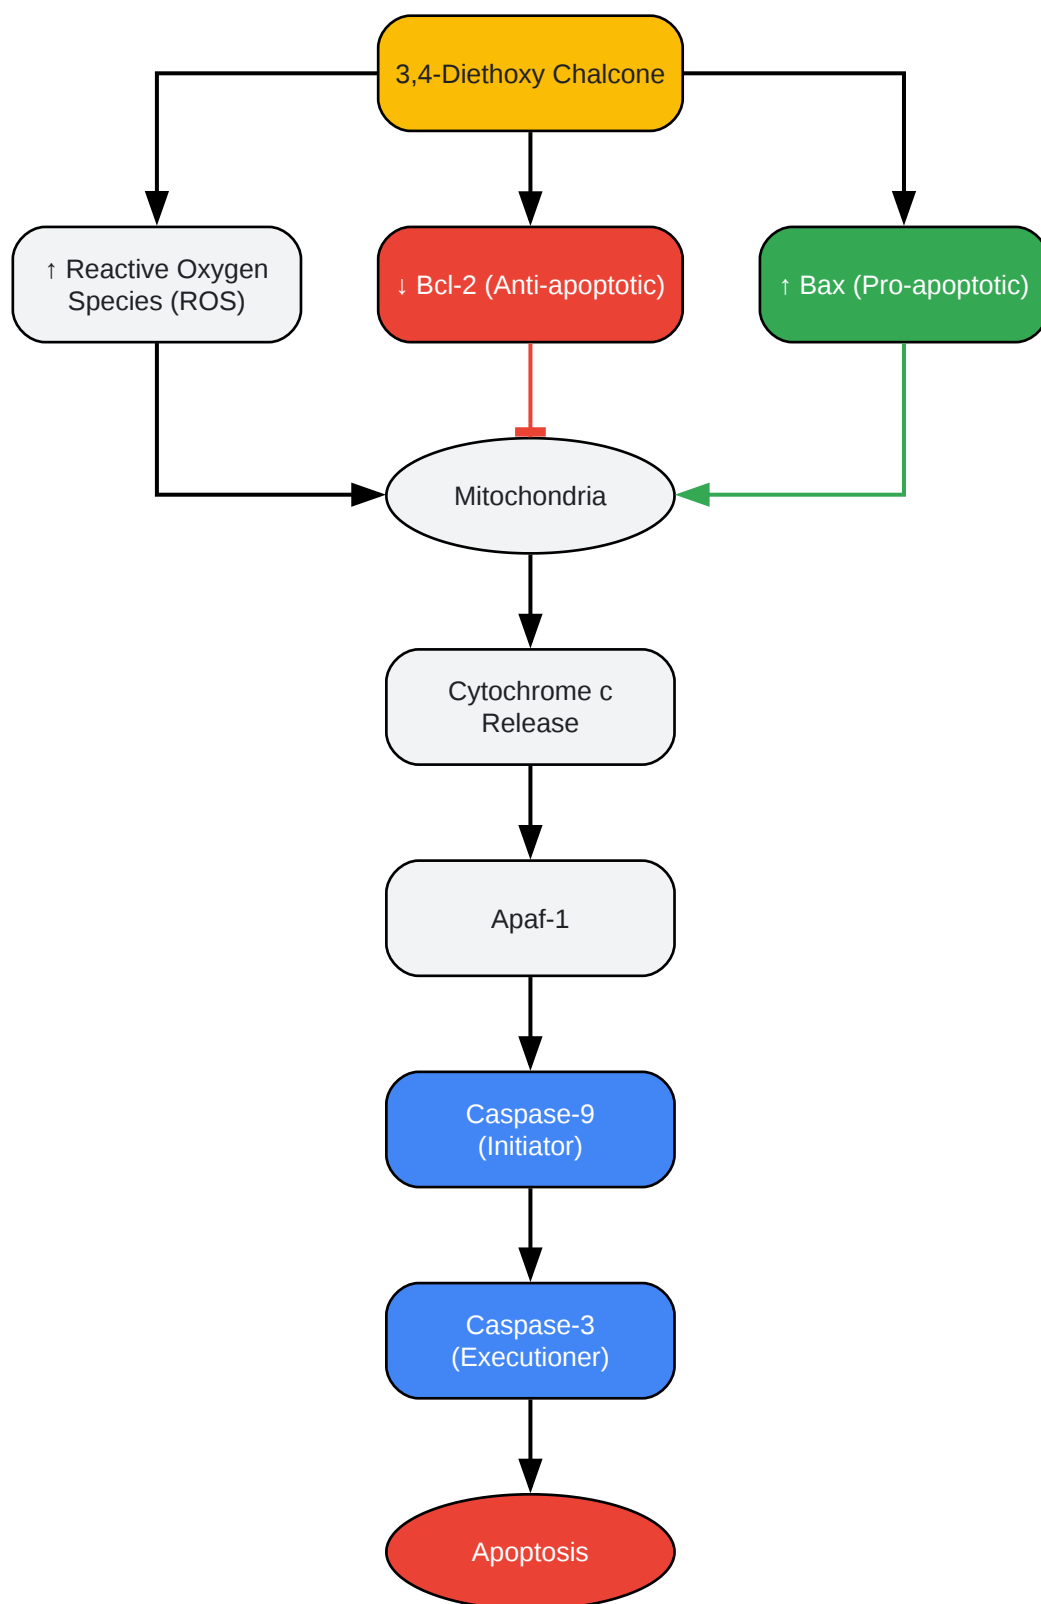 3,4-Diethoxy Chalcone
↑ Reactive Oxygen
Species (ROS)
↓ Bcl-2 (Anti-apoptotic)
↑ Bax (Pro-apoptotic)
Mitochondria
Cytochrome c
Release
Apaf-1
Caspase-9
(Initiator)
Caspase-3
(Executioner)
Apoptosis